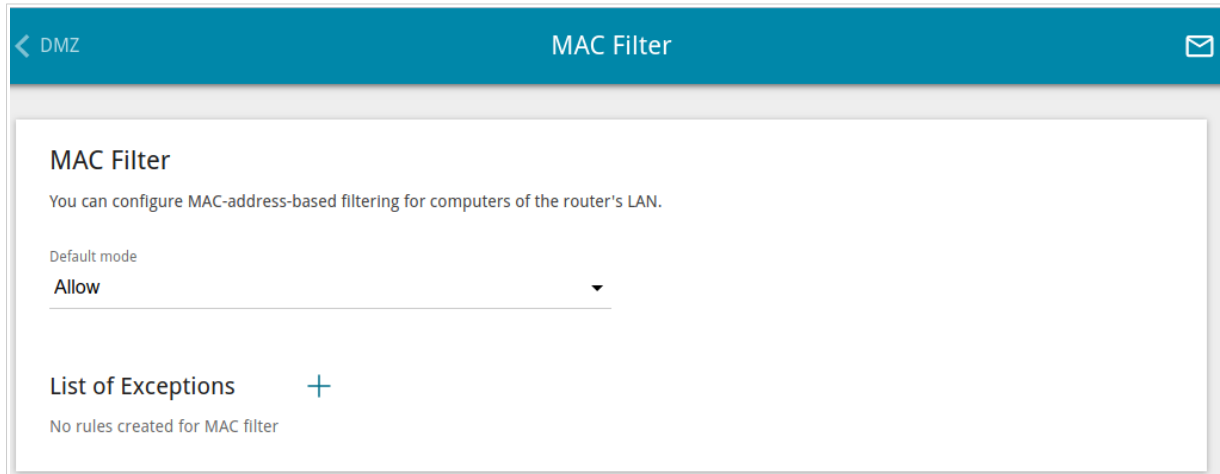 DMZ
MAC Filter
MAC Filter
You can configure MAC-address-based filtering for computers of the router's LAN.
Default mode
Allow
List of Exceptions
No rules created for MAC filter